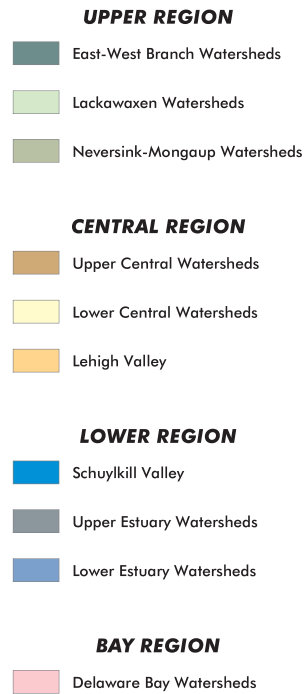 UPPER REGION
East-West Branch Watersheds
Lackawaxen Watersheds
Neversink-Mongaup Watersheds
CENTRAL REGION
Upper Central Watersheds
Lower Central Watersheds
Lehigh Valley
LOWER REGION
Schuylkill Valley
Upper Estuary Watersheds
Lower Estuary Watersheds
BAY REGION
Delaware Bay Watersheds